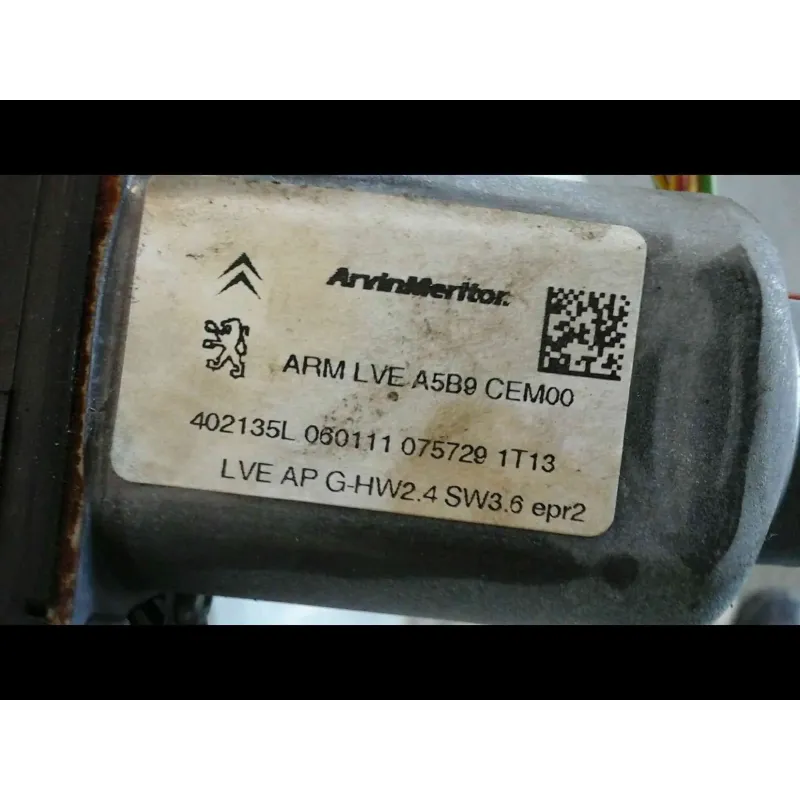 ArvinMeritor.
ARM LVE A5B9 CEM00
402135L 060111 075729 1T13
LVE AP G-HW2.4 SW3.6 epr2